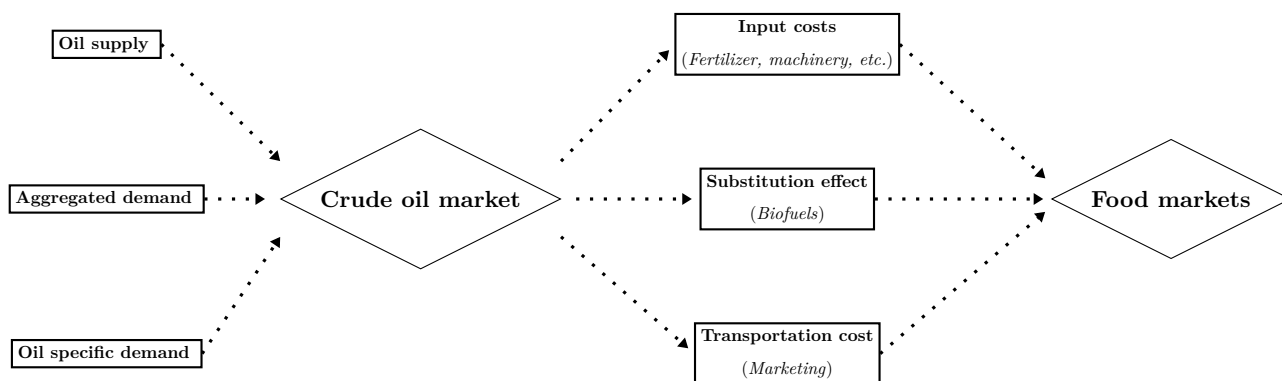 Oil supply
Aggregated demand
Oil specific demand
Crude oil market
Input costs
(Fertilizer, machinery, etc.)
Substitution effect
(Biofuels)
Transportation cost
(Marketing)
Food markets